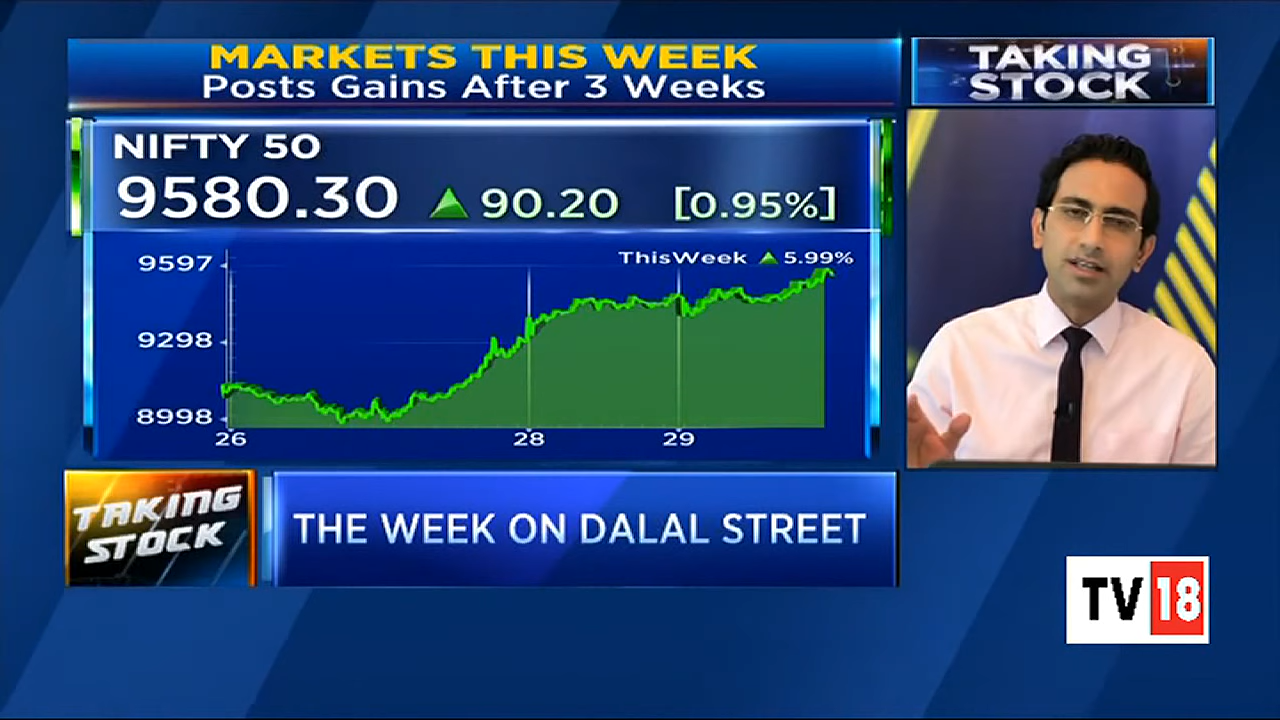 MARKETS THIS WEEK
Posts Gains After 3 Weeks
TAKING
STOCK
NIFTY 50
9580.30 ▲ 90.20 [0.95%]
ThisWeek ▲ 5.99%
9597
9298
8998
26 28 29
TAKING
STOCK
THE WEEK ON DALAL STREET
TV18